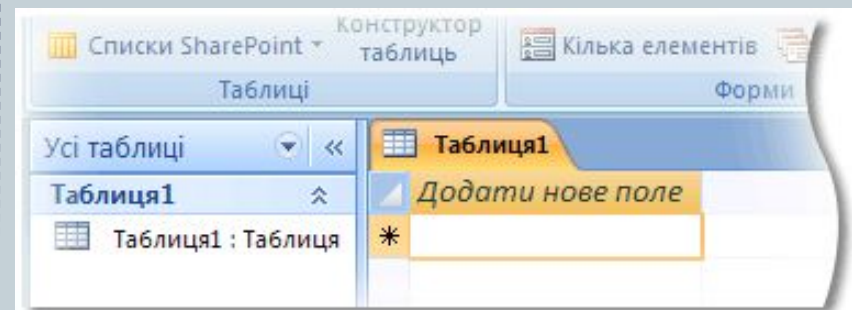 Списки SharePoint
Конструктор
таблиць
Кілька елементів
Таблиці
Форми
Усі таблиці
Таблиця1
Таблиця1
Додати нове поле
Таблиця1 : Таблиця